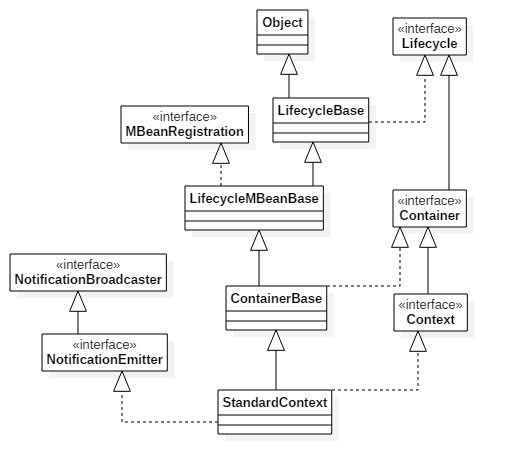 Object
«interface»
Lifecycle
«interface»
MBeanRegistration
LifecycleBase
LifecycleMBeanBase
«interface»
Container
«interface»
NotificationBroadcaster
ContainerBase
«interface»
Context
«interface»
NotificationEmitter
StandardContext